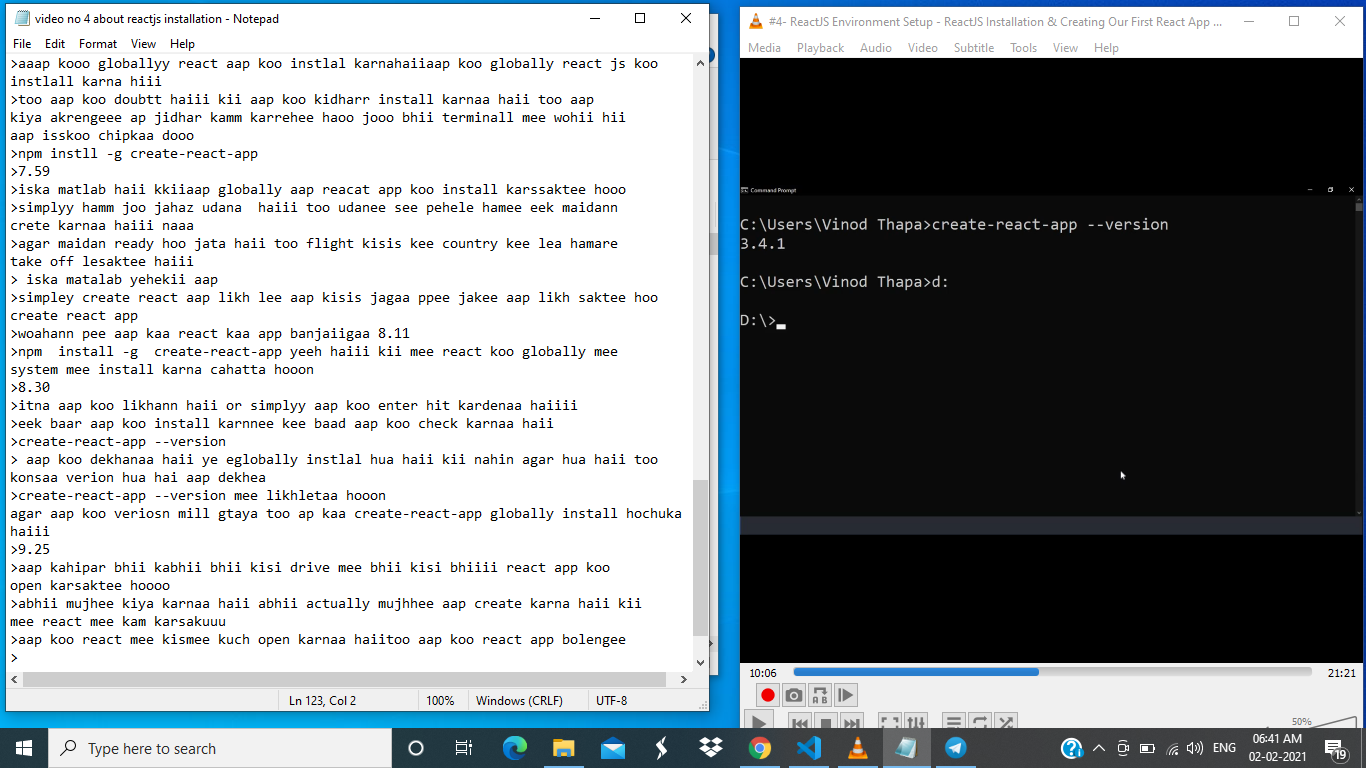 video no 4 about reactjs installation - Notepad
File Edit Format View Help
>aaap kooo globallyy react aap koo instlal karnahaiiaap koo globally react js koo
instlall karna hiii
>too aap koo doubtt haiii kii aap koo kidharr install karnaa haii too aap
kiya akrengeee ap jidhar kamm karrehee haoo jooo bhii terminall mee wohii hii
aap isskoo chipkaa dooo
>npm instll -g create-react-app
>7.59
>iska matlab haii kkiiaap globally aap reacat app koo install karssaktee hooo
>simplyy hamm joo jahaz udana  haiii too udanee see pehele hamee eek maidann
crete karnaa haiii naaa
>agar maidan ready hoo jata haii too flight kisis kee country kee lea hamare
take off lesaktee haiii
> iska matalab yehekii aap
>simpley create react aap likh lee aap kisis jagaa ppee jakee aap likh saktee hoo
create react app
>woahann pee aap kaa react kaa app banjaiigaa 8.11
>npm  install -g  create-react-app yeeh haiii kii mee react koo globally mee
system mee install karna cahatta hooon
>8.30
>itna aap koo likhann haii or simplyy aap koo enter hit kardenaa haiiii
>eek baar aap koo install karnnee kee baad aap koo check karnaa haii
>create-react-app --version
> aap koo dekhanaa haii ye eglobally instlal hua haii kii nahin agar hua haii too
konsaa verion hua hai aap dekhea
>create-react-app --version mee likhletaa hooon
agar aap koo veriosn mill gtaya too ap kaa create-react-app globally install hochuka
haiii
>9.25
>aap kahipar bhii kabhii bhii kisi drive mee bhii kisi bhiiii react app koo
open karsaktee hoooo
>abhii mujhee kiya karnaa haii abhii actually mujhhee aap create karna haii kii
mee react mee kam karsakuuu
>aap koo react mee kismee kuch open karnaa haiitoo aap koo react app bolengee
>
Ln 123, Col 2 100% Windows (CRLF) UTF-8
#4- ReactJS Environment Setup - ReactJS Installation & Creating Our First React App ...
Media Playback Audio Video Subtitle Tools View Help
Command Prompt
C:\Users\Vinod Thapa>create-react-app --version
3.4.1
C:\Users\Vinod Thapa>d:
D:\>
10:06 21:21
50%
Type here to search
ENG
06:41 AM
02-02-2021
19